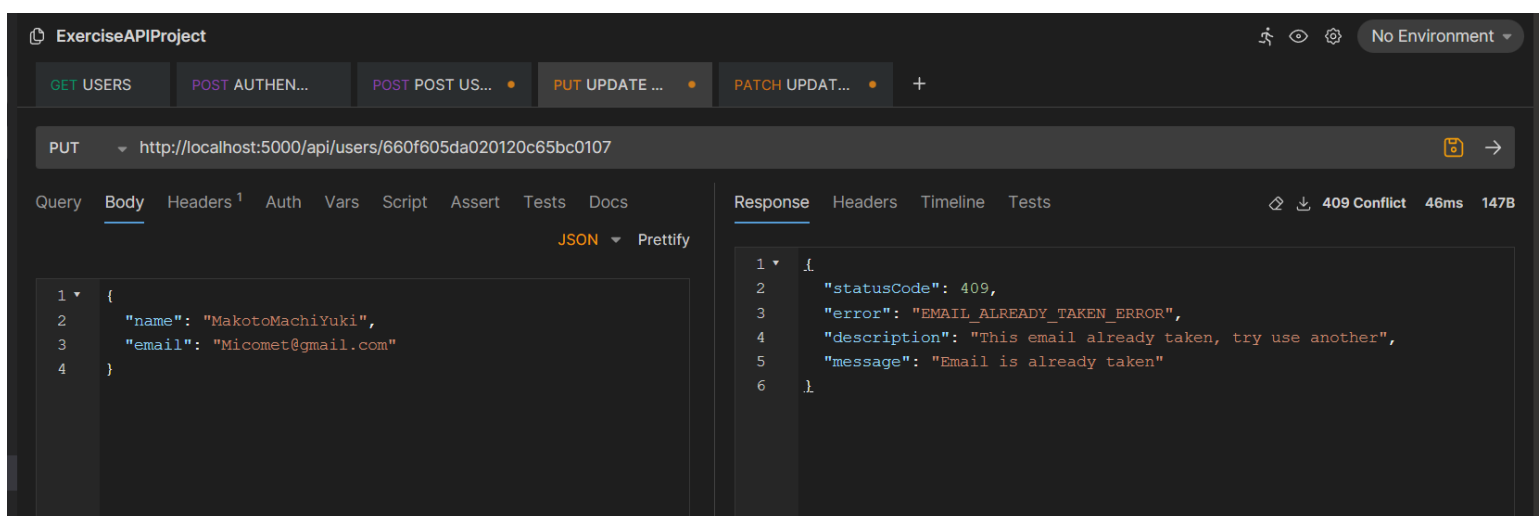 ExerciseAPIProject
No Environment
GET USERS
POST AUTHEN...
POST POST US...
PUT UPDATE ...
PATCH UPDAT...
+
PUT http://localhost:5000/api/users/660f605da020120c65bc0107
Query Body Headers 1 Auth Vars Script Assert Tests Docs
JSON Prettify
1 {
2 "name": "MakotoMachiYuki",
3 "email": "Micomet@gmail.com"
4 }
Response Headers Timeline Tests 409 Conflict 46ms 147B
1 {
2 "statusCode": 409,
3 "error": "EMAIL_ALREADY_TAKEN_ERROR",
4 "description": "This email already taken, try use another",
5 "message": "Email is already taken"
6 }